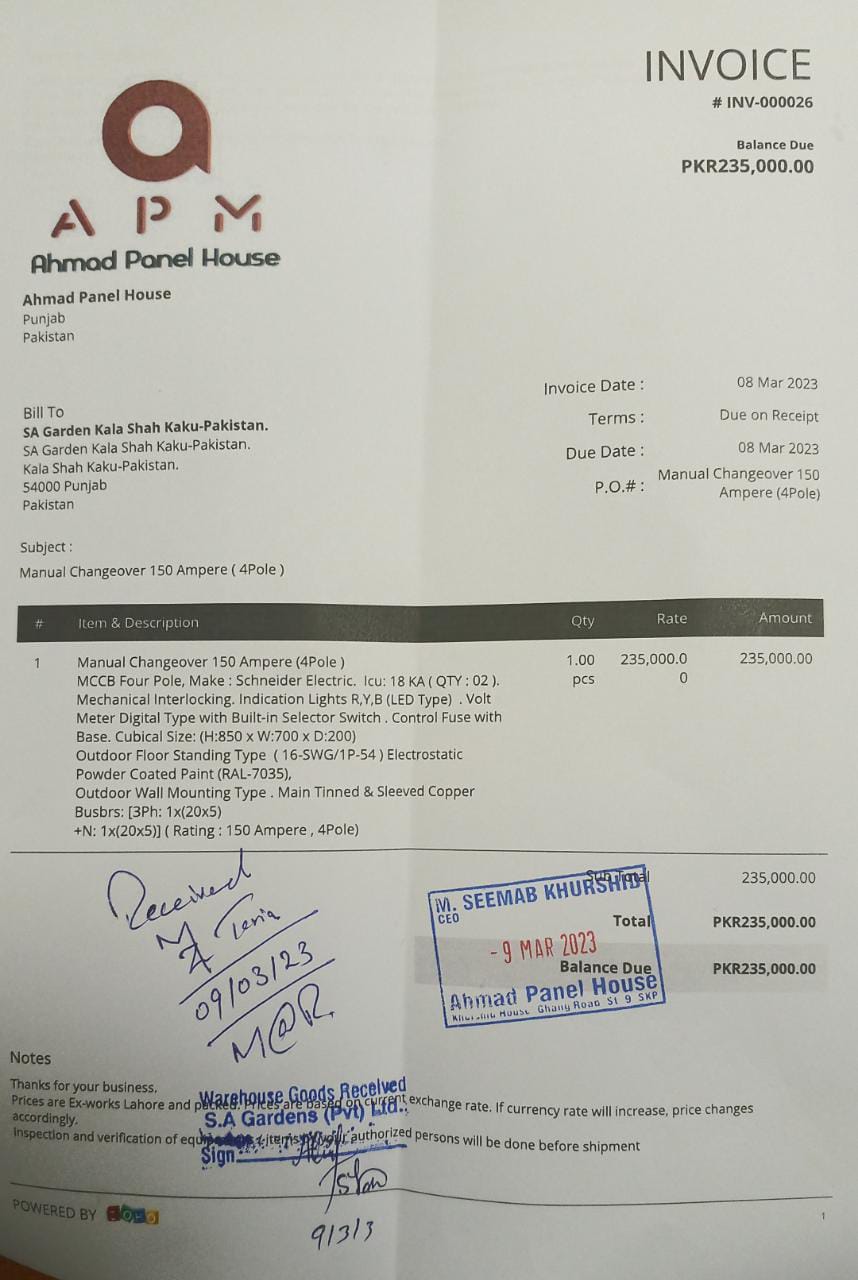 INVOICE
# INV-000026
Balance Due
PKR235,000.00
A P M
Ahmad Panel House
Ahmad Panel House
Punjab
Pakistan
Invoice Date : 08 Mar 2023
Terms : Due on Receipt
Due Date : 08 Mar 2023
P.O.# : Manual Changeover 150
Ampere (4Pole)
Bill To
SA Garden Kala Shah Kaku-Pakistan.
SA Garden Kala Shah Kaku-Pakistan.
Kala Shah Kaku-Pakistan.
54000 Punjab
Pakistan
Subject :
Manual Changeover 150 Ampere ( 4Pole )
# Item & Description Qty Rate Amount
1 Manual Changeover 150 Ampere (4Pole ) 1.00 235,000.0 235,000.00
MCCB Four Pole, Make : Schneider Electric. Icu: 18 KA ( QTY : 02 ). pcs 0
Mechanical Interlocking. Indication Lights R,Y,B (LED Type) . Volt
Meter Digital Type with Built-in Selector Switch . Control Fuse with
Base. Cubical Size: (H:850 x W:700 x D:200)
Outdoor Floor Standing Type ( 16-SWG/1P-54 ) Electrostatic
Powder Coated Paint (RAL-7035),
Outdoor Wall Mounting Type . Main Tinned & Sleeved Copper
Busbrs: [3Ph: 1x(20x5)
+N: 1x(20x5)] ( Rating : 150 Ampere , 4Pole)
Sub Total 235,000.00
Total PKR235,000.00
Balance Due PKR235,000.00
Received
09/03/23
M@R.
M. SEEMAB KHURSHID
CEO
- 9 MAR 2023
Ahmad Panel House
Khurshid House Ghany Road St 9 SKP
Notes
Thanks for your business.
Prices are Ex-works Lahore and packed. Prices are based on current exchange rate. If currency rate will increase, price changes
accordingly.
Inspection and verification of items by your authorized persons will be done before shipment
Warehouse Goods Received
S.A Gardens (Pvt) Ltd.,
Sign
9/3/3
POWERED BY ZOHO
1